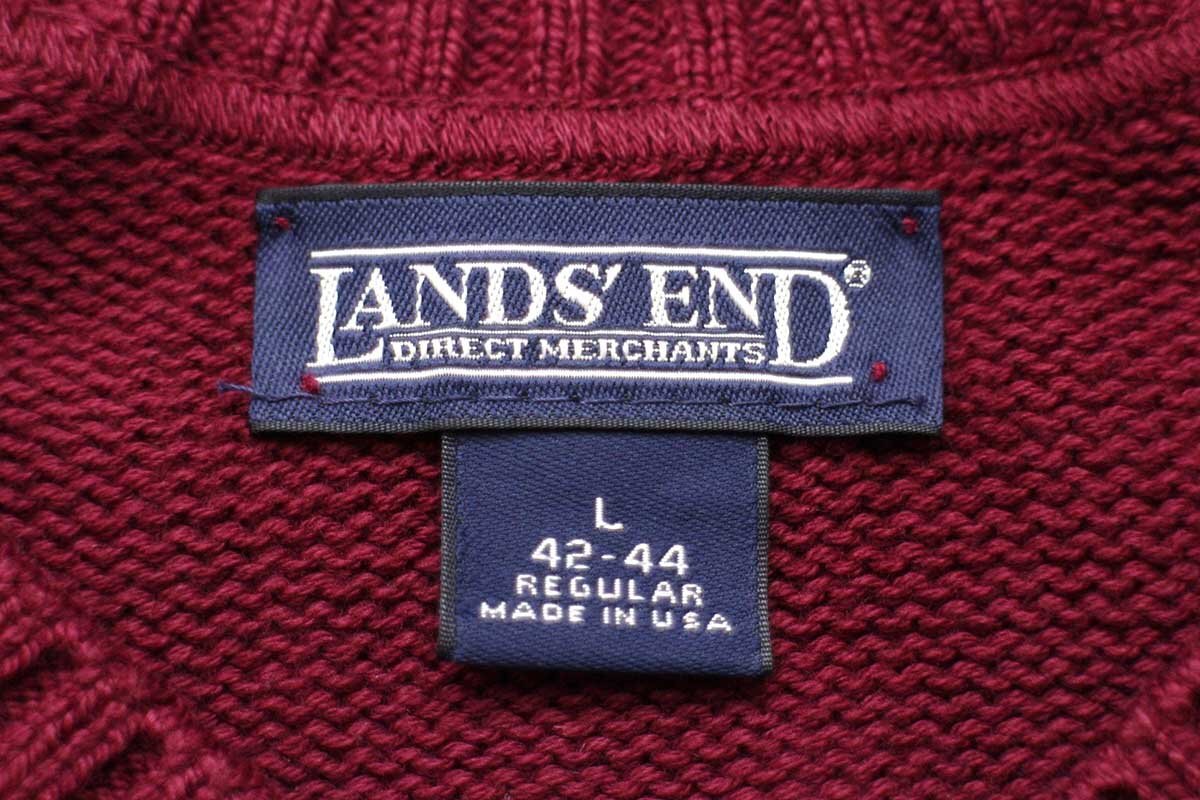 LANDS' END®
DIRECT MERCHANTS
L
42-44
REGULAR
MADE IN USA